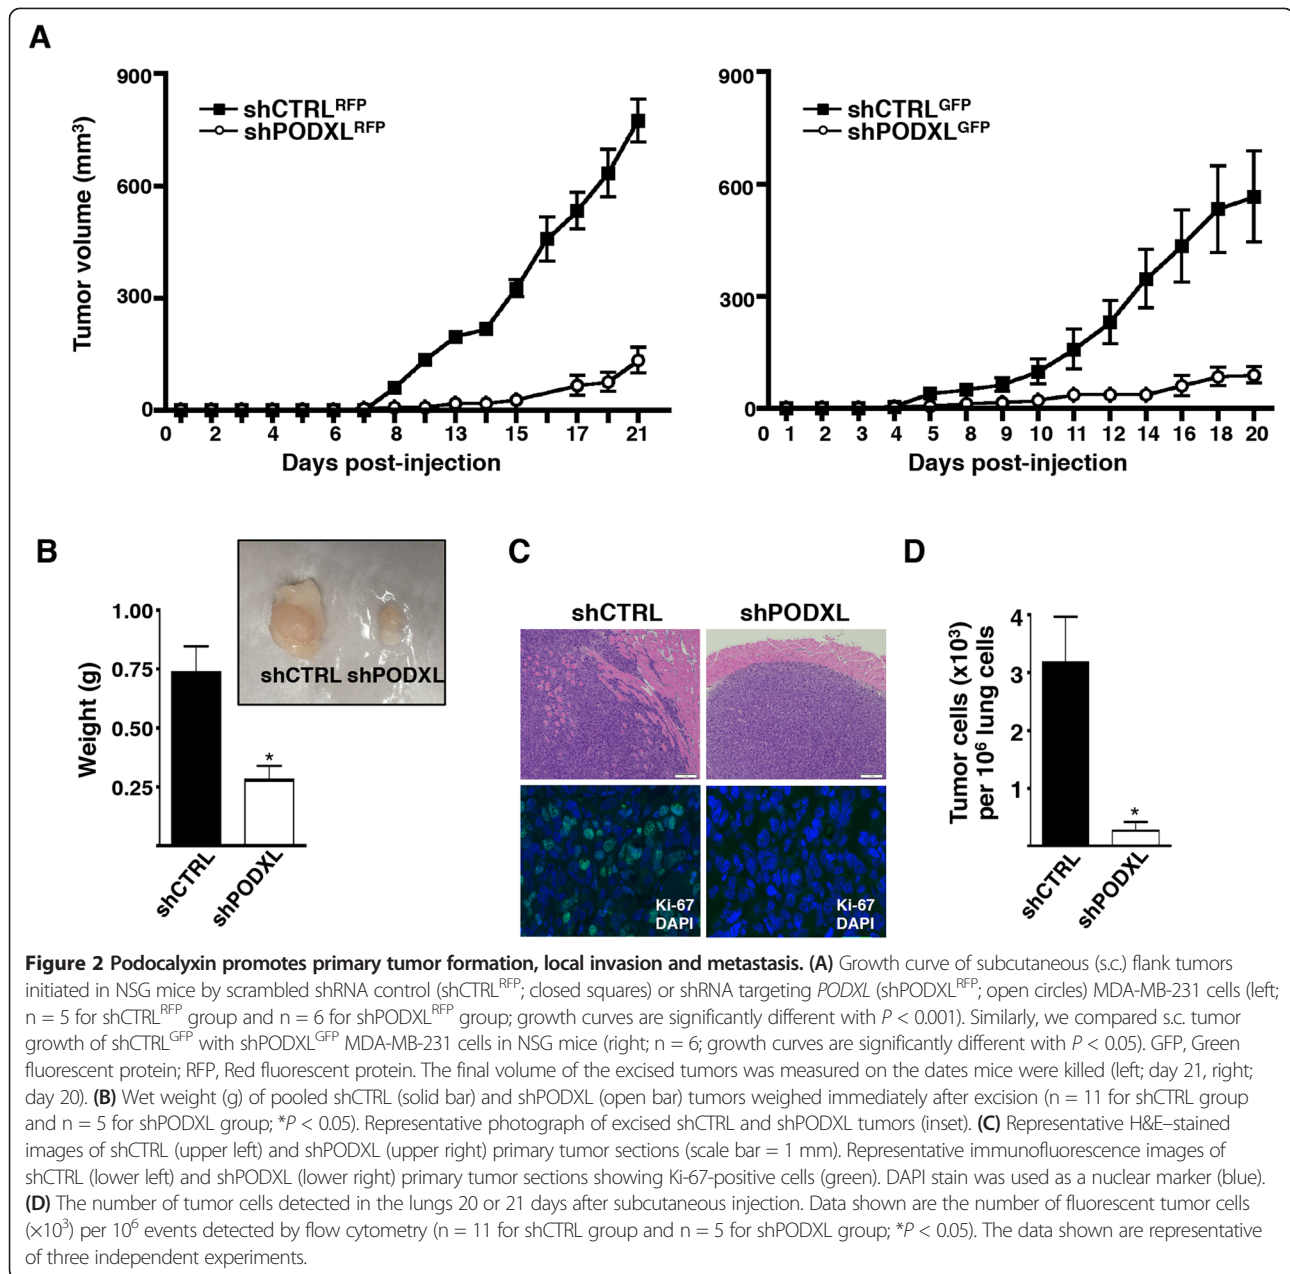 A
900
600
300
0
Tumor volume (mm³)
shCTRL^RFP
shPODXL^RFP
0 2 4 6 8 13 15 17 21
Days post-injection
900
600
300
0
shCTRL^GFP
shPODXL^GFP
0 1 2 3 4 5 8 9 10 11 12 14 16 18 20
Days post-injection
B
1.00
0.75
0.50
0.25
Weight (g)
shCTRL shPODXL
*
shCTRL
shPODXL
C
shCTRL shPODXL
Ki-67
DAPI
Ki-67
DAPI
D
4
3
2
1
Tumor cells (x10³)
per 10⁶ lung cells
*
shCTRL
shPODXL
Figure 2 Podocalyxin promotes primary tumor formation, local invasion and metastasis. (A) Growth curve of subcutaneous (s.c.) flank tumors
initiated in NSG mice by scrambled shRNA control (shCTRL^RFP; closed squares) or shRNA targeting PODXL (shPODXL^RFP; open circles) MDA-MB-231 cells (left;
n = 5 for shCTRL^RFP group and n = 6 for shPODXL^RFP group; growth curves are significantly different with P < 0.001). Similarly, we compared s.c. tumor
growth of shCTRL^GFP with shPODXL^GFP MDA-MB-231 cells in NSG mice (right; n = 6; growth curves are significantly different with P < 0.05). GFP, Green
fluorescent protein; RFP, Red fluorescent protein. The final volume of the excised tumors was measured on the dates mice were killed (left; day 21, right;
day 20). (B) Wet weight (g) of pooled shCTRL (solid bar) and shPODXL (open bar) tumors weighed immediately after excision (n = 11 for shCTRL group
and n = 5 for shPODXL group; *P < 0.05). Representative photograph of excised shCTRL and shPODXL tumors (inset). (C) Representative H&E–stained
images of shCTRL (upper left) and shPODXL (upper right) primary tumor sections (scale bar = 1 mm). Representative immunofluorescence images of
shCTRL (lower left) and shPODXL (lower right) primary tumor sections showing Ki-67-positive cells (green). DAPI stain was used as a nuclear marker (blue).
(D) The number of tumor cells detected in the lungs 20 or 21 days after subcutaneous injection. Data shown are the number of fluorescent tumor cells
(×10³) per 10⁶ events detected by flow cytometry (n = 11 for shCTRL group and n = 5 for shPODXL group; *P < 0.05). The data shown are representative
of three independent experiments.